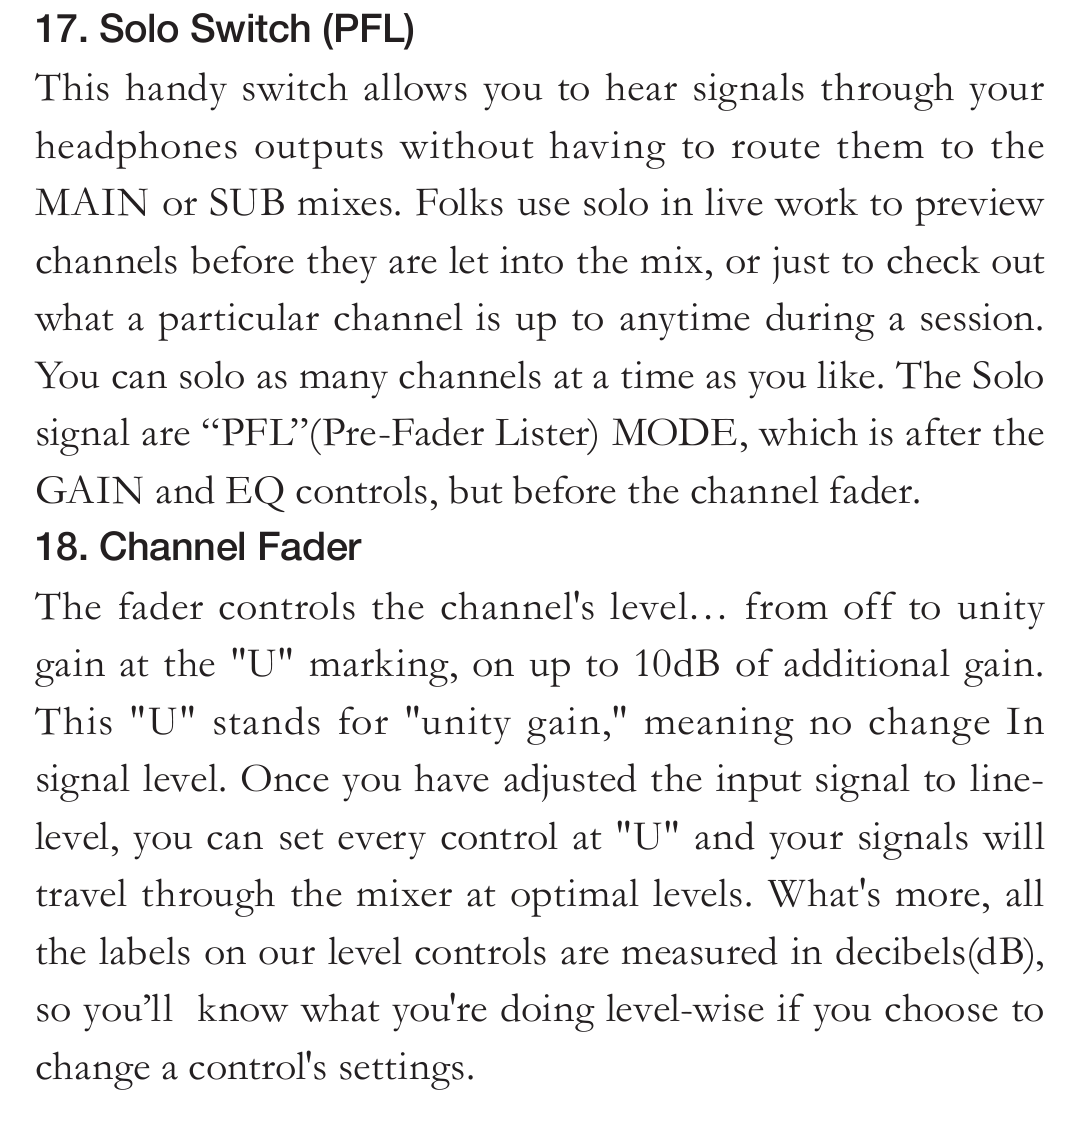 17. Solo Switch (PFL)
This handy switch allows you to hear signals through your
headphones outputs without having to route them to the
MAIN or SUB mixes. Folks use solo in live work to preview
channels before they are let into the mix, or just to check out
what a particular channel is up to anytime during a session.
You can solo as many channels at a time as you like. The Solo
signal are “PFL”(Pre-Fader Lister) MODE, which is after the
GAIN and EQ controls, but before the channel fader.
18. Channel Fader
The fader controls the channel's level… from off to unity
gain at the "U" marking, on up to 10dB of additional gain.
This "U" stands for "unity gain," meaning no change In
signal level. Once you have adjusted the input signal to line-
level, you can set every control at "U" and your signals will
travel through the mixer at optimal levels. What's more, all
the labels on our level controls are measured in decibels(dB),
so you’ll  know what you're doing level-wise if you choose to
change a control's settings.